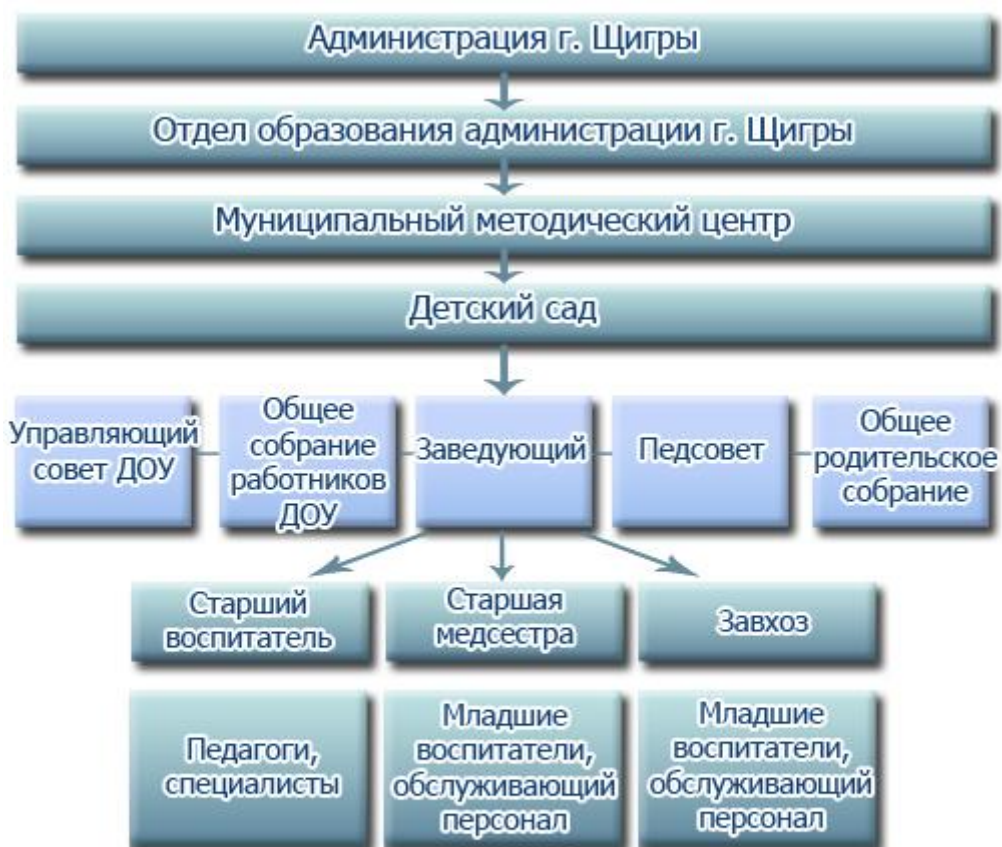 Администрация г. Щигры
Отдел образования администрации г. Щигры
Муниципальный методический центр
Детский сад
Управляющий
совет ДОУ
Общее
собрание
работников
ДОУ
Заведующий
Педсовет
Общее
родительское
собрание
Старший
воспитатель
Старшая
медсестра
Завхоз
Педагоги,
специалисты
Младшие
воспитатели,
обслуживающий
персонал
Младшие
воспитатели,
обслуживающий
персонал